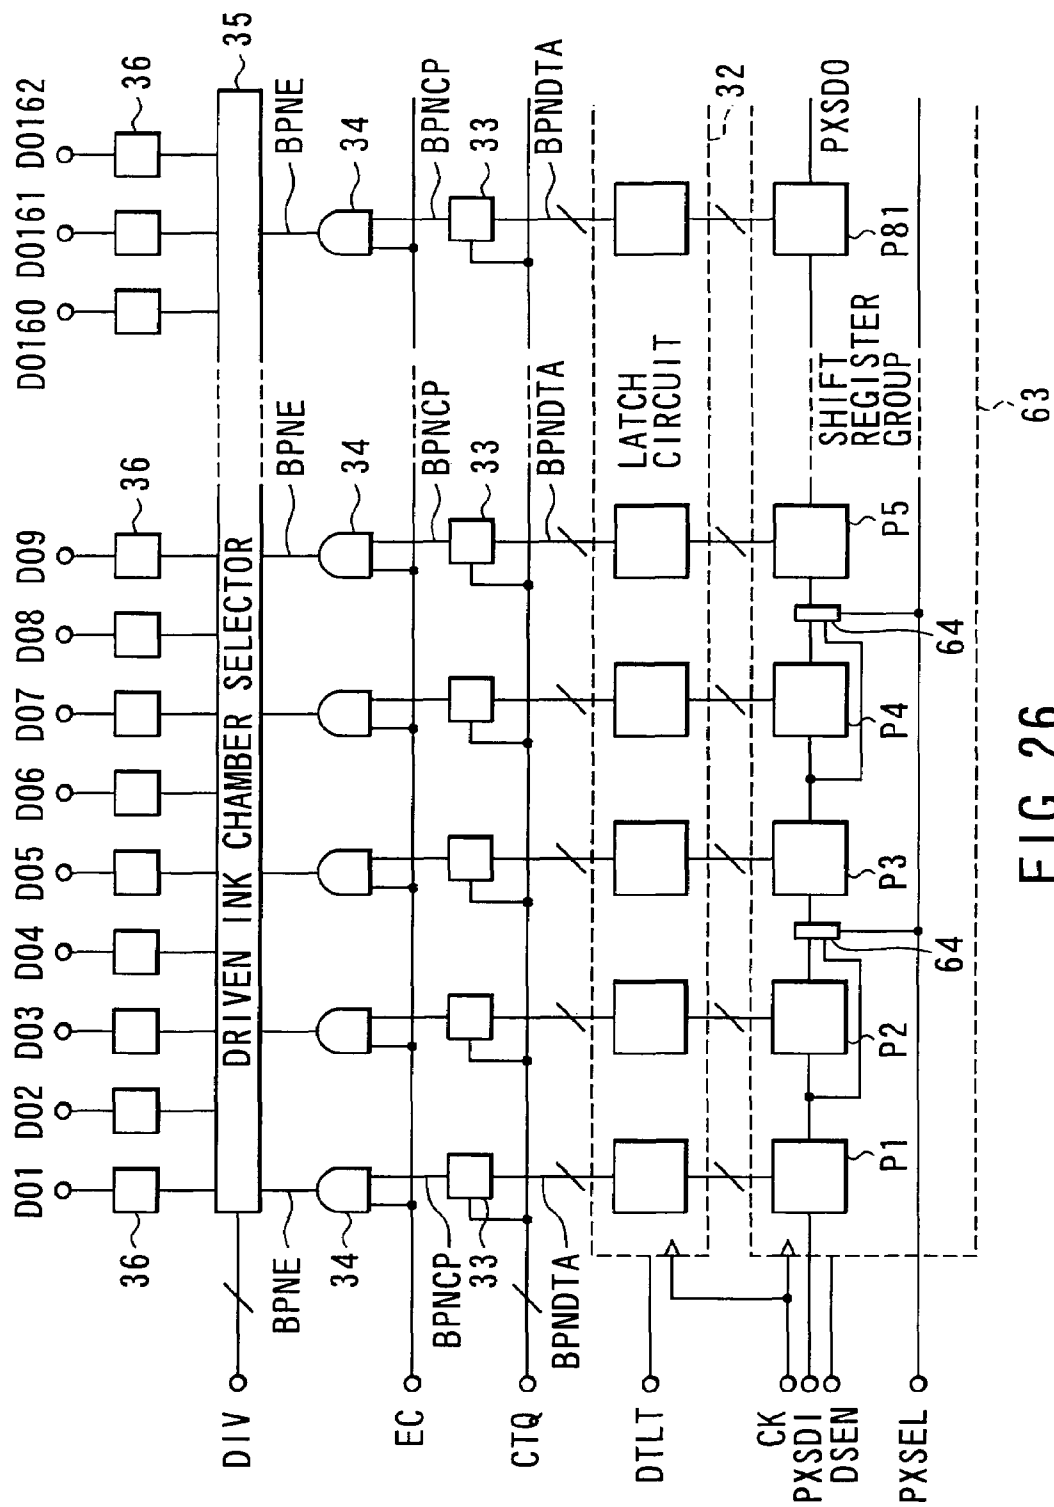 D01 D02 D03 D04 D05 D06 D07 D08 D09 D0160 D0161 D0162
36 36 36
DIV
DRIVEN INK CHAMBER SELECTOR
35
BPNE BPNE BPNE
34 34 34
EC
BPNCP BPNCP BPNCP
33 33 33
CTQ
BPNDTA BPNDTA BPNDTA
DTLT
LATCH
CIRCUIT
32
CK
PXSDI
DSEN
PXSDO
P1 P2 P3 P4 P5 P81
SHIFT
REGISTER
GROUP
64 64
PXSEL
63
FIG. 26